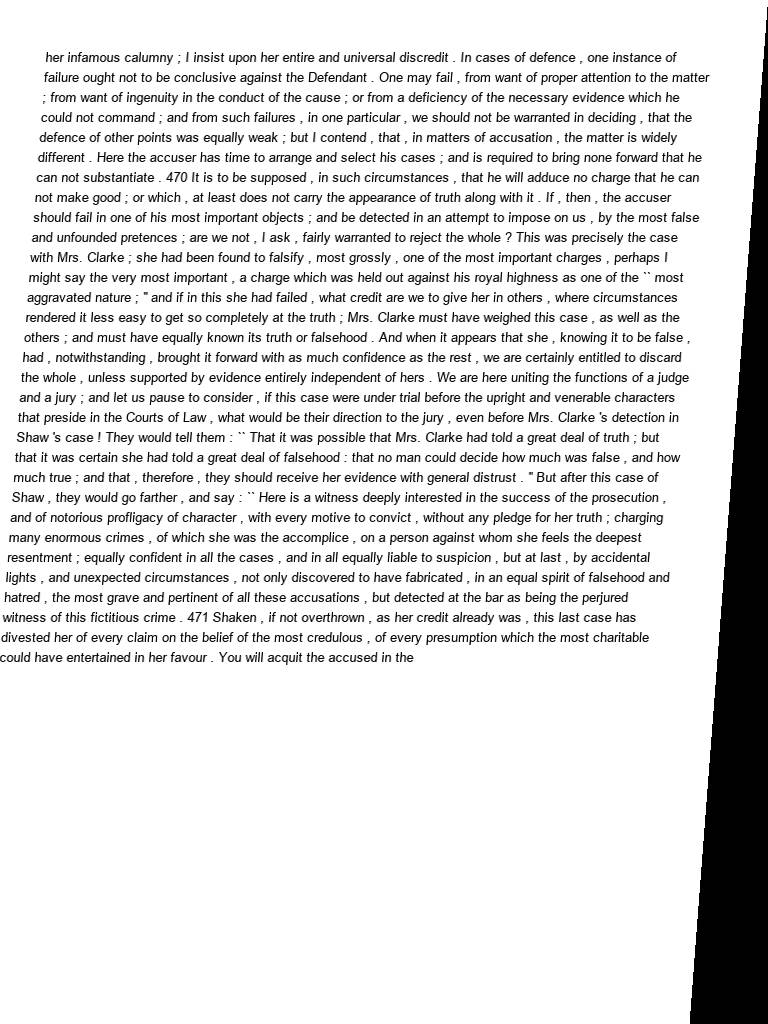 her infamous calumny ; I insist upon her entire and universal discredit . In cases of defence , one instance of
failure ought not to be conclusive against the Defendant . One may fail , from want of proper attention to the matter
; from want of ingenuity in the conduct of the cause ; or from a deficiency of the necessary evidence which he
could not command ; and from such failures , in one particular , we should not be warranted in deciding , that the
defence of other points was equally weak ; but I contend , that , in matters of accusation , the matter is widely
different . Here the accuser has time to arrange and select his cases ; and is required to bring none forward that he
can not substantiate . 470 It is to be supposed , in such circumstances , that he will adduce no charge that he can
not make good ; or which , at least does not carry the appearance of truth along with it . If , then , the accuser
should fail in one of his most important objects ; and be detected in an attempt to impose on us , by the most false
and unfounded pretences ; are we not , I ask , fairly warranted to reject the whole ? This was precisely the case
with Mrs. Clarke ; she had been found to falsify , most grossly , one of the most important charges , perhaps I
might say the very most important , a charge which was held out against his royal highness as one of the `` most
aggravated nature ; " and if in this she had failed , what credit are we to give her in others , where circumstances
rendered it less easy to get so completely at the truth ; Mrs. Clarke must have weighed this case , as well as the
others ; and must have equally known its truth or falsehood . And when it appears that she , knowing it to be false ,
had , notwithstanding , brought it forward with as much confidence as the rest , we are certainly entitled to discard
the whole , unless supported by evidence entirely independent of hers . We are here uniting the functions of a judge
and a jury ; and let us pause to consider , if this case were under trial before the upright and venerable characters
that preside in the Courts of Law , what would be their direction to the jury , even before Mrs. Clarke 's detection in
Shaw 's case ! They would tell them : `` That it was possible that Mrs. Clarke had told a great deal of truth ; but
that it was certain she had told a great deal of falsehood : that no man could decide how much was false , and how
much true ; and that , therefore , they should receive her evidence with general distrust . " But after this case of
Shaw , they would go farther , and say : `` Here is a witness deeply interested in the success of the prosecution ,
and of notorious profligacy of character , with every motive to convict , without any pledge for her truth ; charging
many enormous crimes , of which she was the accomplice , on a person against whom she feels the deepest
resentment ; equally confident in all the cases , and in all equally liable to suspicion , but at last , by accidental
lights , and unexpected circumstances , not only discovered to have fabricated , in an equal spirit of falsehood and
hatred , the most grave and pertinent of all these accusations , but detected at the bar as being the perjured
witness of this fictitious crime . 471 Shaken , if not overthrown , as her credit already was , this last case has
divested her of every claim on the belief of the most credulous , of every presumption which the most charitable
could have entertained in her favour . You will acquit the accused in the